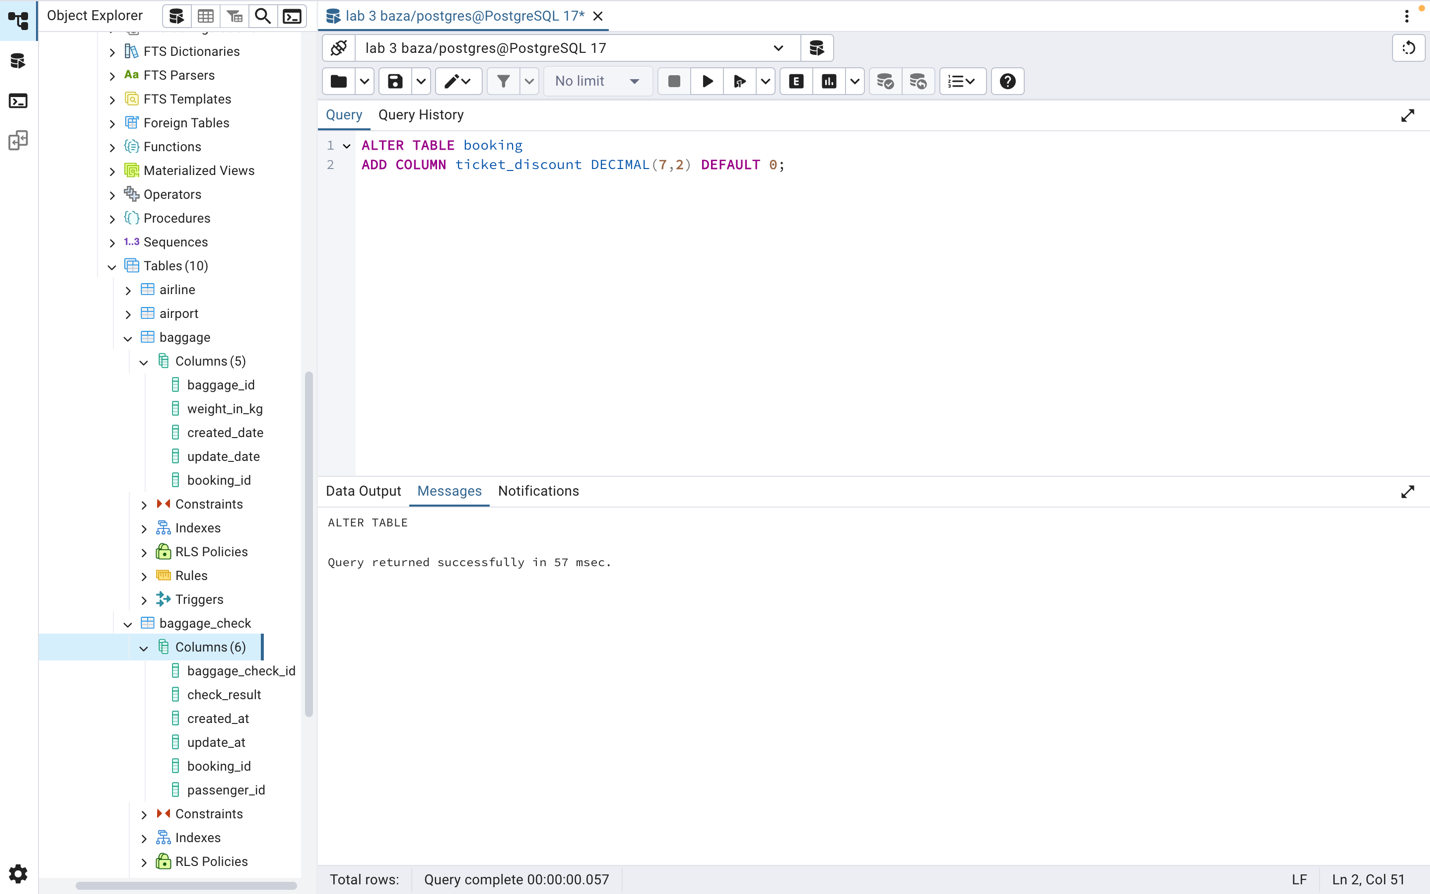 Object Explorer
lab 3 baza/postgres@PostgreSQL 17*
lab 3 baza/postgres@PostgreSQL 17
No limit
E
Query
Query History
1 ALTER TABLE booking
2 ADD COLUMN ticket_discount DECIMAL(7,2) DEFAULT 0;
FTS Dictionaries
Aa FTS Parsers
FTS Templates
Foreign Tables
Functions
Materialized Views
Operators
Procedures
1..3 Sequences
Tables (10)
airline
airport
baggage
Columns (5)
baggage_id
weight_in_kg
created_date
update_date
booking_id
Constraints
Indexes
RLS Policies
Rules
Triggers
baggage_check
Columns (6)
baggage_check_id
check_result
created_at
update_at
booking_id
passenger_id
Constraints
Indexes
RLS Policies
Data Output
Messages
Notifications
ALTER TABLE
Query returned successfully in 57 msec.
Total rows:
Query complete 00:00:00.057
LF
Ln 2, Col 51